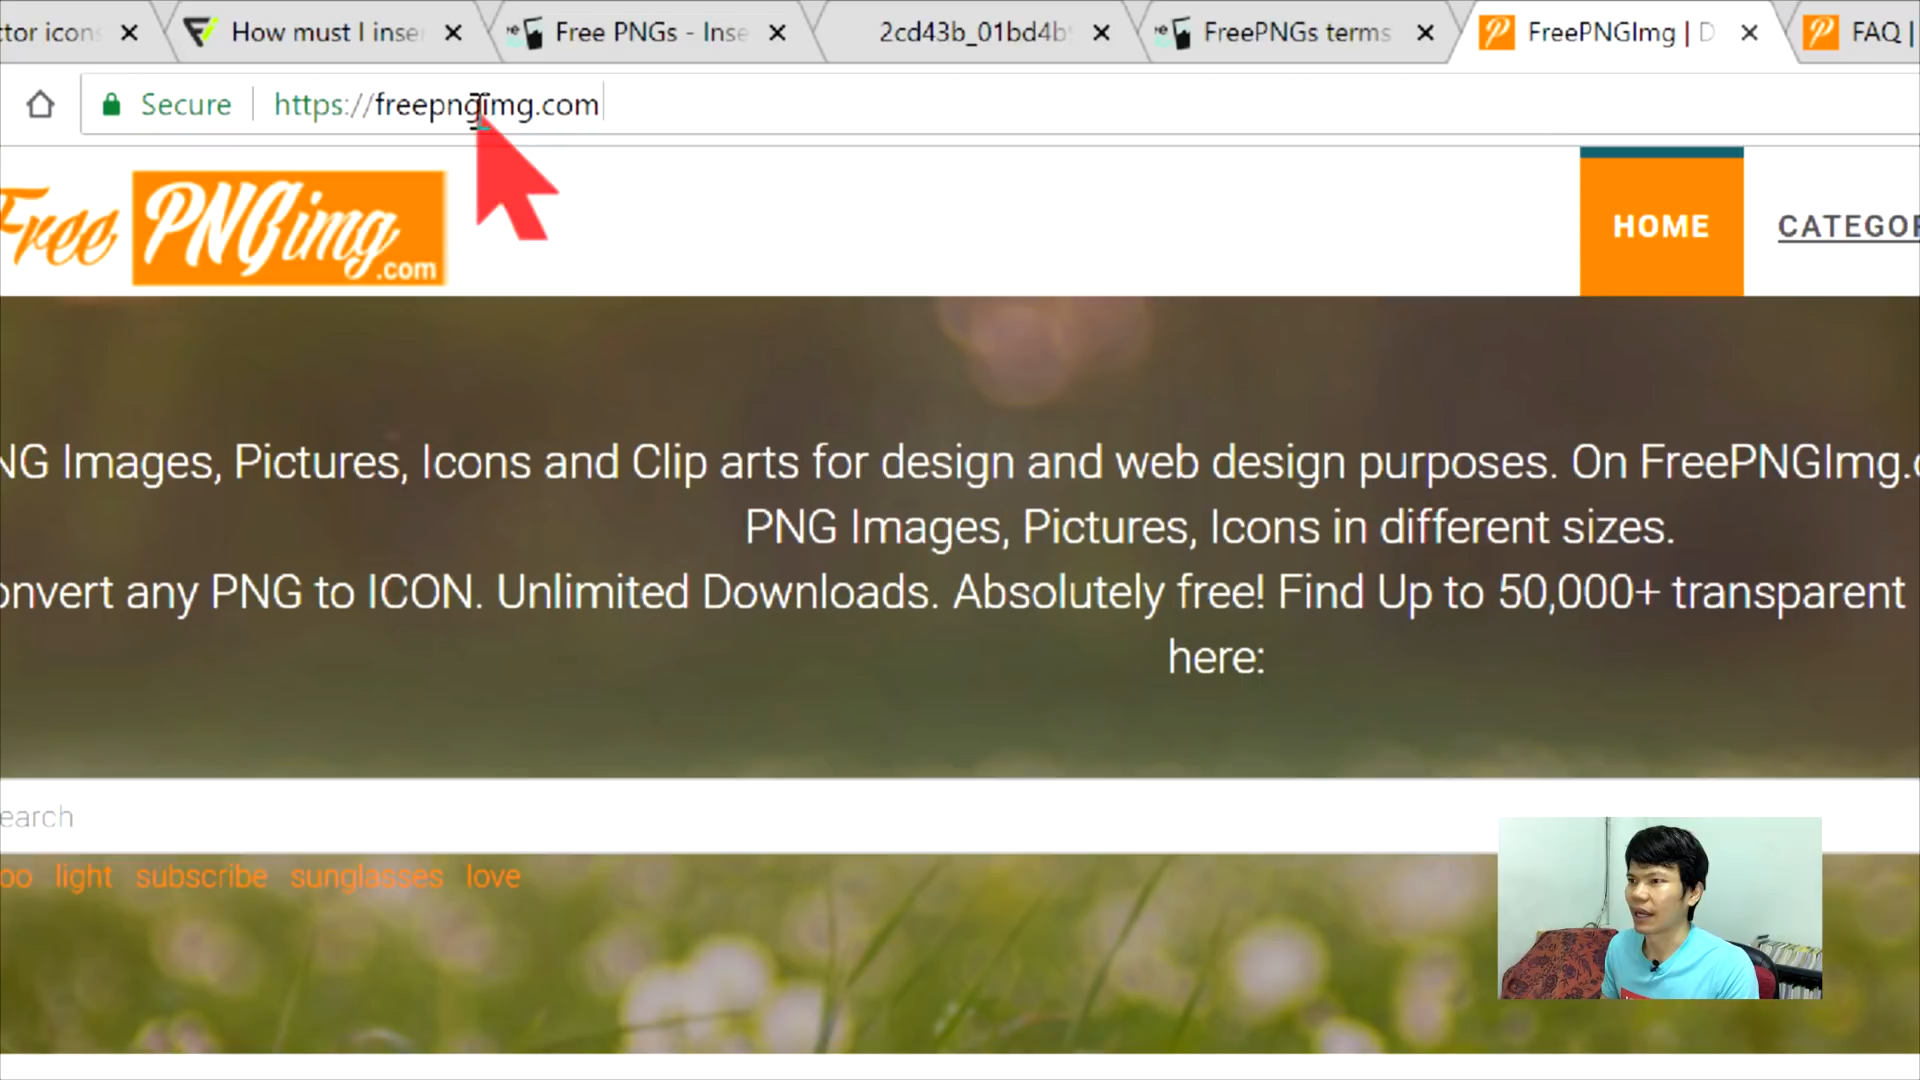 ctor icons
How must I inser
Free PNGs - Inse
2cd43b_01bd4b
FreePNGs terms
FreePNGImg | D
FAQ |
Secure
https://freepngimg.com
Free PNGimg.com
HOME
CATEGOR
NG Images, Pictures, Icons and Clip arts for design and web design purposes. On FreePNGImg.c
PNG Images, Pictures, Icons in different sizes.
onvert any PNG to ICON. Unlimited Downloads. Absolutely free! Find Up to 50,000+ transparent
here:
earch
oo light subscribe sunglasses love